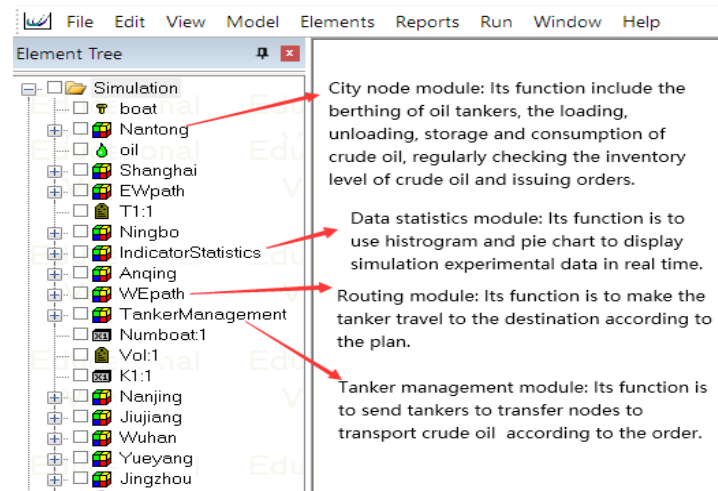 File Edit View Model Elements Reports Run Window Help
Element Tree
Simulation
boat
Nantong
oil
Shanghai
EWpath
T1:1
Ningbo
IndicatorStatistics
Anqing
WEpath
TankerManagement
Numboat:1
Vol:1
K1:1
Nanjing
Jiujiang
Wuhan
Yueyang
Jingzhou
City node module: Its function include the
berthing of oil tankers, the loading,
unloading, storage and consumption of
crude oil, regularly checking the inventory
level of crude oil and issuing orders.
Data statistics module: Its function is to
use histrogram and pie chart to display
simulation experimental data in real time.
Routing module: Its function is to make the
tanker travel to the destination according to
the plan.
Tanker management module: Its function is
to send tankers to transfer nodes to
transport crude oil according to the order.